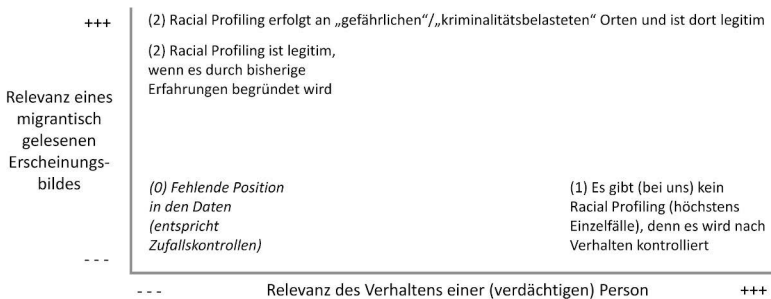 +++
(2) Racial Profiling erfolgt an „gefährlichen“/„kriminalitätsbelasteten“ Orten und ist dort legitim
(2) Racial Profiling ist legitim,
wenn es durch bisherige
Erfahrungen begründet wird
Relevanz eines
migrantisch
gelesenen
Erscheinungs-
bildes
(0) Fehlende Position
in den Daten
(entspricht
Zufallskontrollen)
(1) Es gibt (bei uns) kein
Racial Profiling (höchstens
Einzelfälle), denn es wird nach
Verhalten kontrolliert
- - -
- - -
Relevanz des Verhaltens einer (verdächtigen) Person
+++